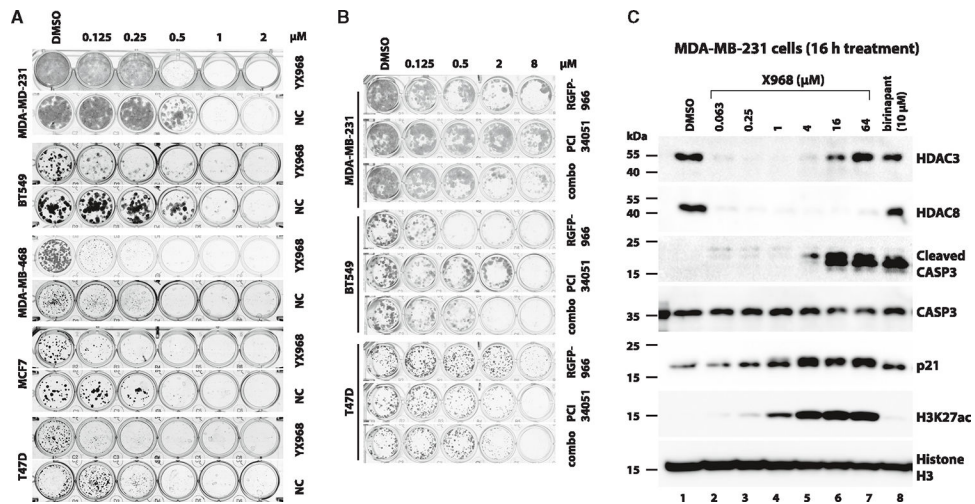 A
DMSO
0.125 0.25 0.5 1 2 μM
MDA-MD-231
YX968
NC
BT549
YX968
NC
MDA-MB-468
YX968
NC
MCF7
YX968
NC
T47D
YX968
NC
B
DMSO
0.125 0.5 2 8 μM
MDA-MB-231
RGFP-
966
PCI
34051
combo
BT549
RGFP-
966
PCI
34051
combo
T47D
RGFP-
966
PCI
34051
combo
C
MDA-MB-231 cells (16 h treatment)
X968 (μM)
DMSO
0.063
0.25
1
4
16
64
birinapant
(10 μM)
kDa
55
40
HDAC3
55
40
HDAC8
25
15
Cleaved
CASP3
35
CASP3
25
15
p21
15
H3K27ac
15
Histone
H3
1 2 3 4 5 6 7 8